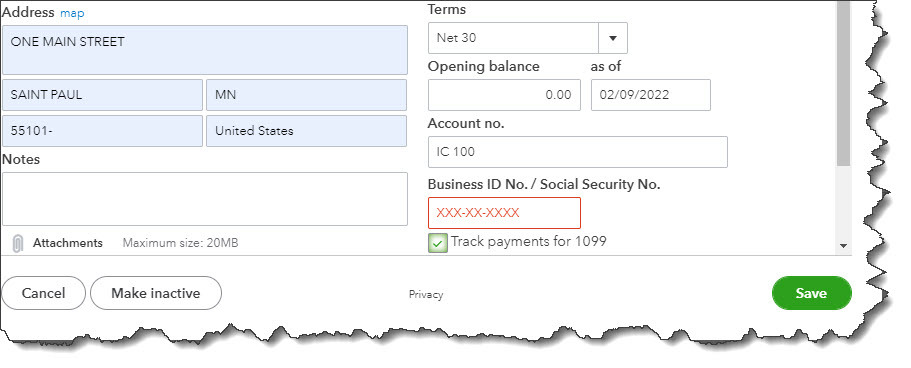 Address map
ONE MAIN STREET
SAINT PAUL MN
55101- United States
Notes
Attachments Maximum size: 20MB
Terms
Net 30
Opening balance as of
0.00 02/09/2022
Account no.
IC 100
Business ID No. / Social Security No.
XXX-XX-XXXX
Track payments for 1099
Cancel Make inactive Privacy Save